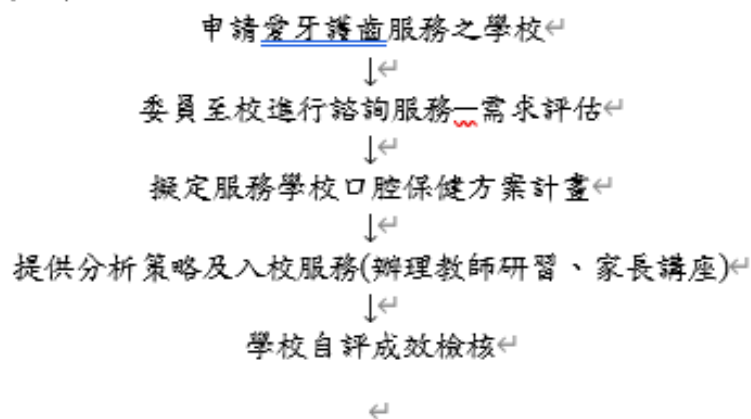 申請愛牙護齒服務之學校
↓
委員至校進行諮詢服務—需求評估
↓
擬定服務學校口腔保健方案計畫
↓
提供分析策略及入校服務(辦理教師研習、家長講座)
↓
學校自評成效檢核